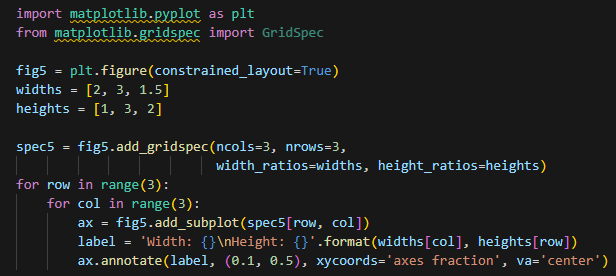 import matplotlib.pyplot as plt
from matplotlib.gridspec import GridSpec

fig5 = plt.figure(constrained_layout=True)
widths = [2, 3, 1.5]
heights = [1, 3, 2]

spec5 = fig5.add_gridspec(ncols=3, nrows=3,
                          width_ratios=widths, height_ratios=heights)
for row in range(3):
    for col in range(3):
        ax = fig5.add_subplot(spec5[row, col])
        label = 'Width: {}\nHeight: {}'.format(widths[col], heights[row])
        ax.annotate(label, (0.1, 0.5), xycoords='axes fraction', va='center')